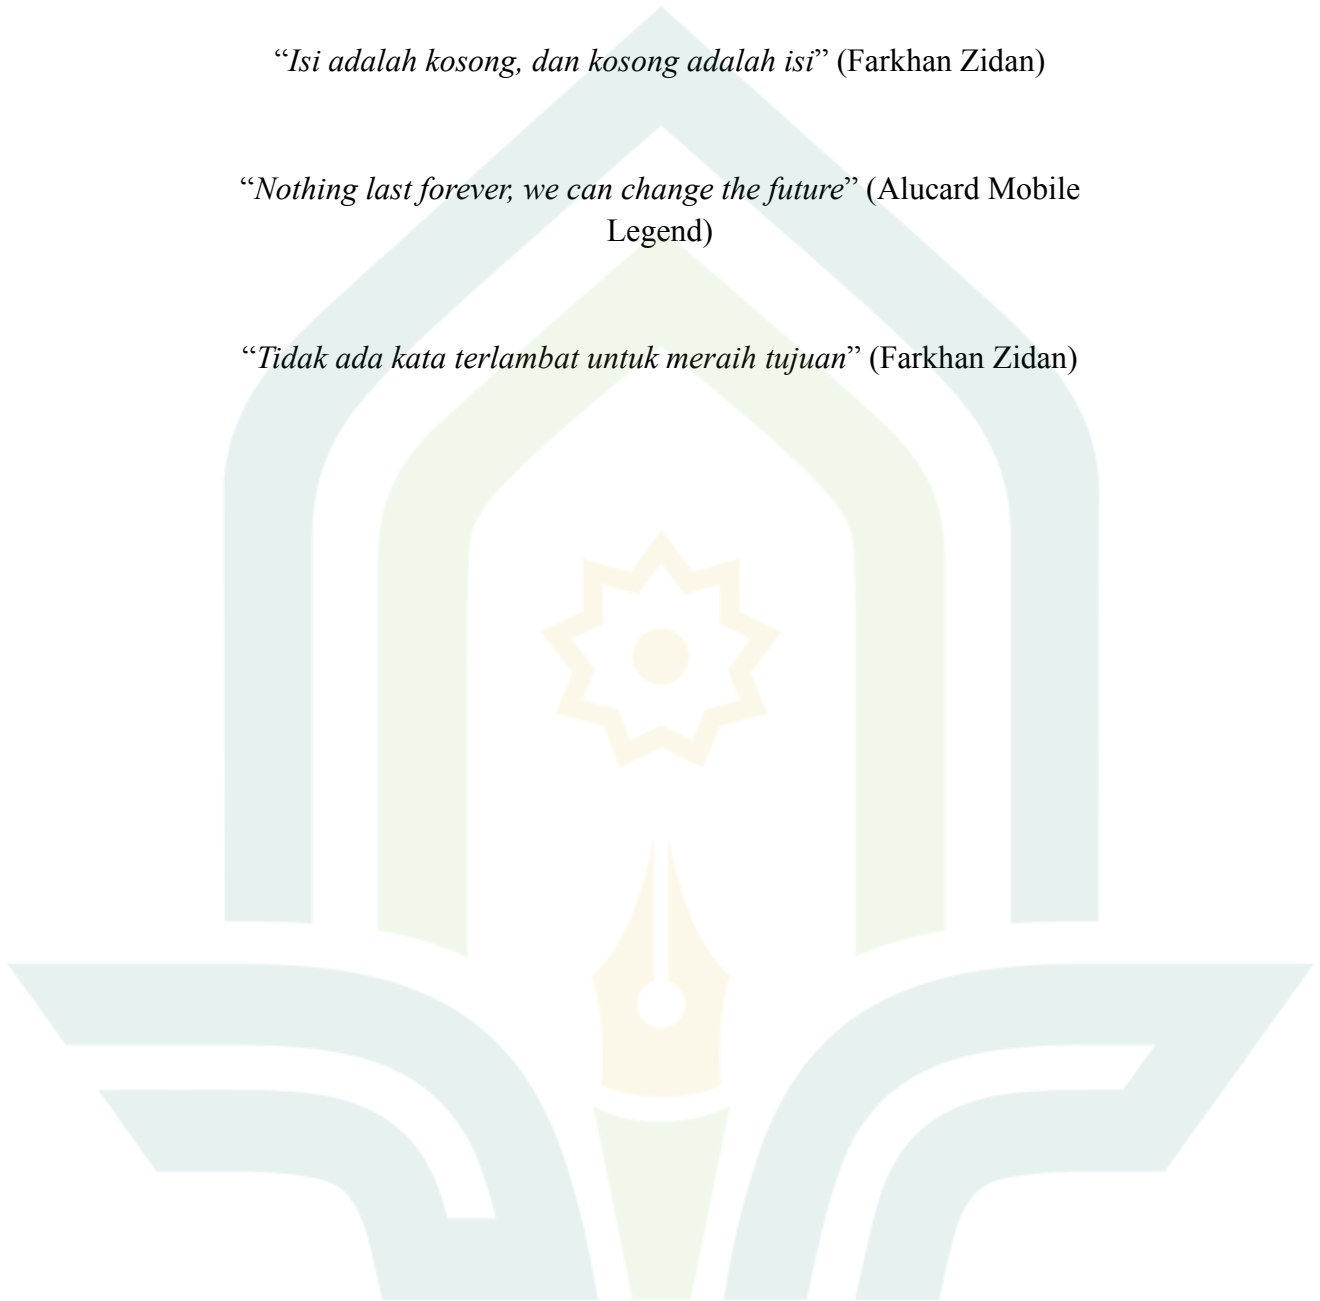 “Isi adalah kosong, dan kosong adalah isi” (Farkhan Zidan)
“Nothing last forever, we can change the future” (Alucard Mobile
Legend)
“Tidak ada kata terlambat untuk meraih tujuan” (Farkhan Zidan)